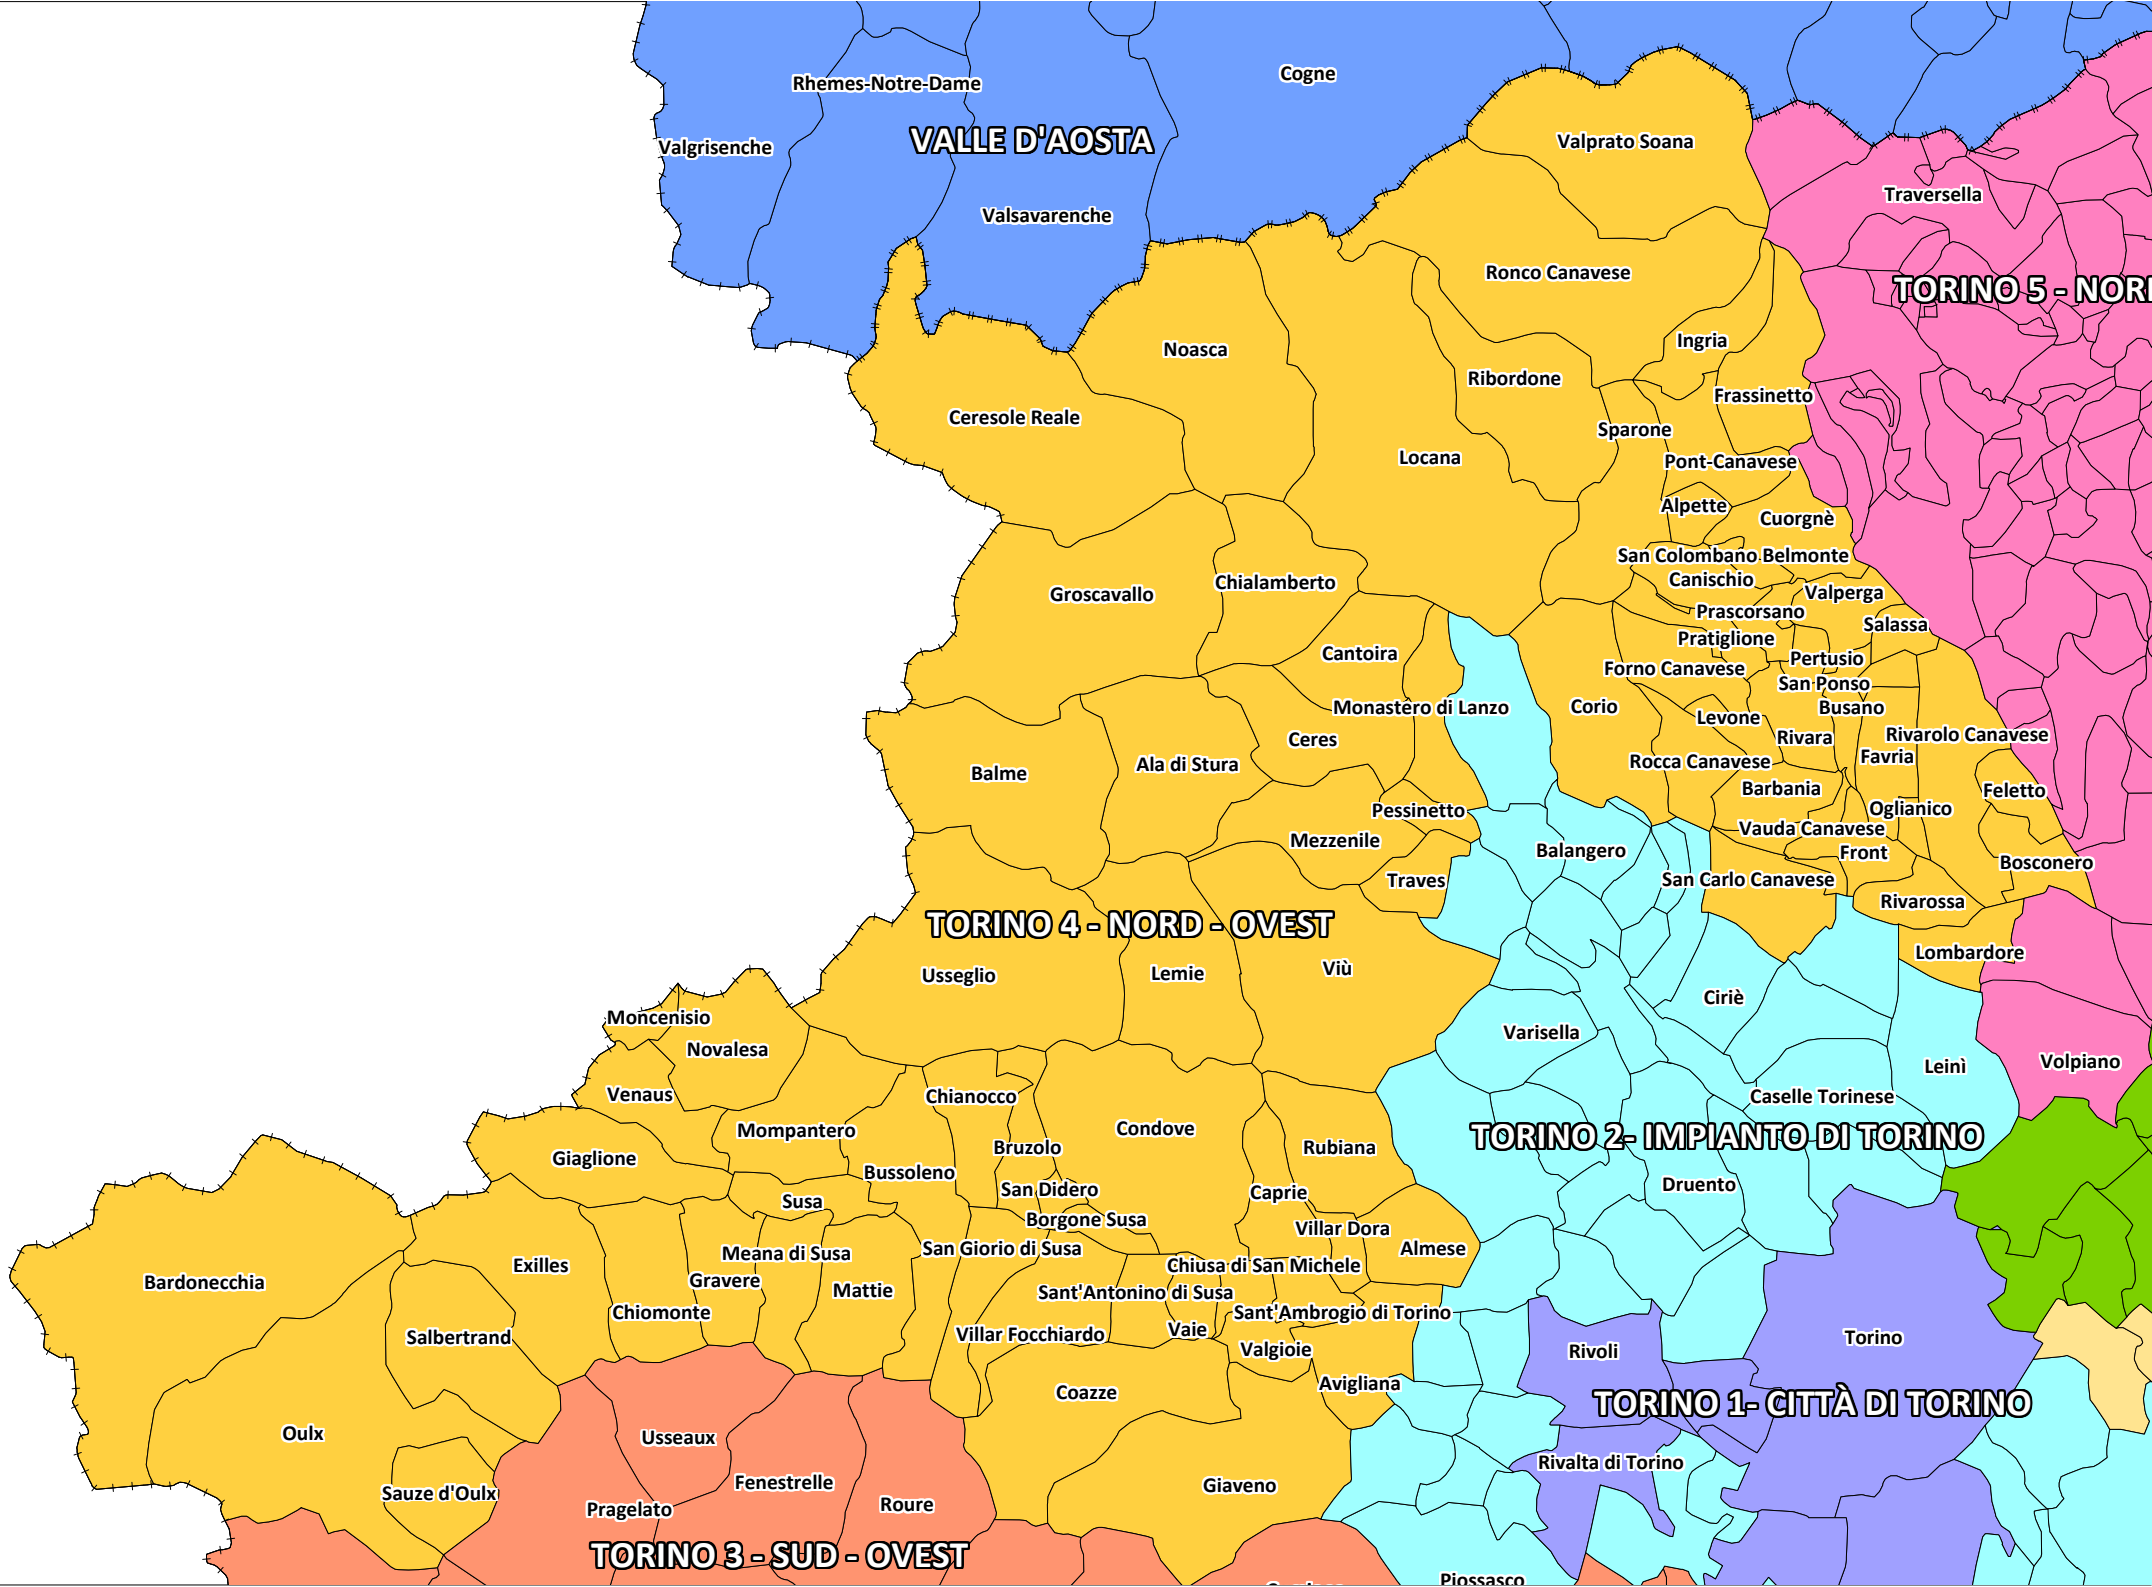 Cogne
Rhemes-Notre-Dame
VALLE D'AOSTA
Valprato Soana
Valgrisenche
Traversella
Valsavarenche
Ronco Canavese
TORINO 5 - NOR
Ingria
Noasca
Ribordone
Frassinetto
Ceresole Reale
Sparone
Locana
Pont-Canavese
Alpette
Cuorgnè
San Colombano Belmonte
Chialamberto
Canischio
Groscavallo
Valperga
Prascorsano
Salassa
Pratiglione
Cantoira
Pertusio
Forno Canavese
San Ponso
Monastero di Lanzo
Corio
Busano
Levone
Ceres
Rivara
Rivarolo Canavese
Favria
Ala di Stura
Rocca Canavese
Balme
Barbania
Feletto
Pessinetto
Oglianico
Vauda Canavese
Mezzenile
Balangero
Front
Bosconero
Traves
San Carlo Canavese
Rivarossa
TORINO 4 - NORD - OVEST
Lombardore
Usseglio
Lemie
Viù
Ciriè
Moncenisio
Varisella
Novalesa
Leinì
Volpiano
Venaus
Chianocco
Caselle Torinese
Mompantero
Condove
TORINO 2- IMPIANTO DI TORINO
Bruzolo
Rubiana
Giaglione
Bussoleno
Druento
San Didero
Caprie
Susa
Borgone Susa
Villar Dora
Meana di Susa
San Giorio di Susa
Almese
Exilles
Chiusa di San Michele
Bardonecchia
Gravere
Mattie
Sant'Antonino di Susa
Chiomonte
Sant'Ambrogio di Torino
Salbertrand
Villar Focchiardo
Vaie
Torino
Valgioie
Rivoli
Coazze
Avigliana
TORINO 1- CITTÀ DI TORINO
Oulx
Usseaux
Rivalta di Torino
Fenestrelle
Giaveno
Sauze d'Oulx
Pragelato
Roure
TORINO 3 - SUD - OVEST
Piossasco